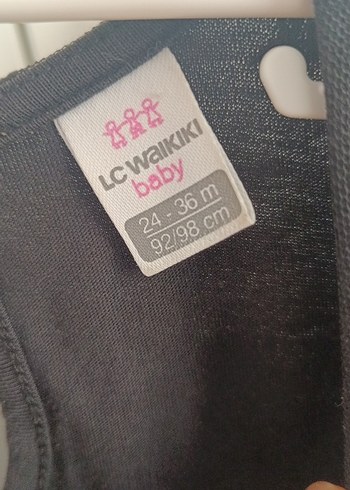 LC WAIKIKI
baby
24 - 36 m
92/98 cm